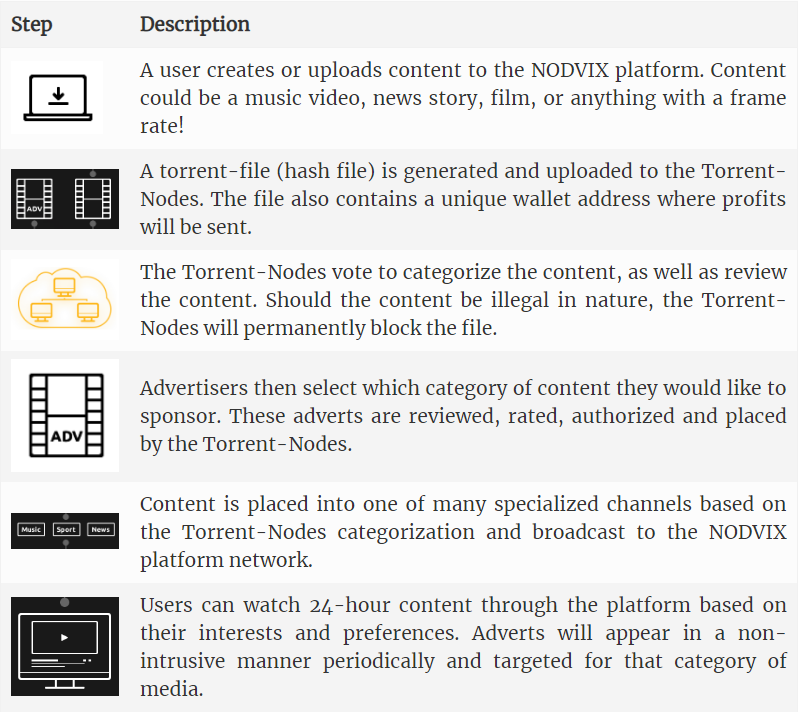 Step Description
A user creates or uploads content to the NODVIX platform. Content
could be a music video, news story, film, or anything with a frame
rate!
ADV
A torrent-file (hash file) is generated and uploaded to the Torrent-
Nodes. The file also contains a unique wallet address where profits
will be sent.
The Torrent-Nodes vote to categorize the content, as well as review
the content. Should the content be illegal in nature, the Torrent-
Nodes will permanently block the file.
ADV
Advertisers then select which category of content they would like to
sponsor. These adverts are reviewed, rated, authorized and placed
by the Torrent-Nodes.
Music Sport News
Content is placed into one of many specialized channels based on
the Torrent-Nodes categorization and broadcast to the NODVIX
platform network.
Users can watch 24-hour content through the platform based on
their interests and preferences. Adverts will appear in a non-
intrusive manner periodically and targeted for that category of
media.